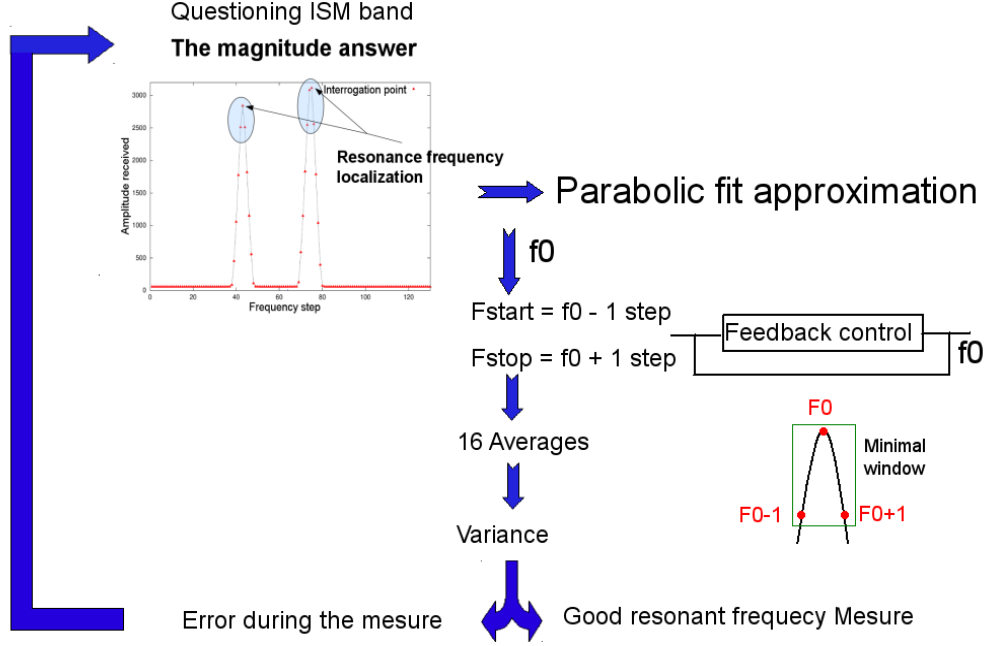 Questioning ISM band
The magnitude answer
Interrogation point
3000
2500
2000
1500
1000
500
0
Amplitude received
0 20 40 60 80 100 120
Frequency step
Resonance frequency
localization
Parabolic fit approximation
f0
Fstart = f0 - 1 step
Fstop = f0 + 1 step
Feedback control
f0
16 Averages
F0
Minimal
window
F0-1
F0+1
Variance
Error during the mesure
Good resonant frequecy Mesure